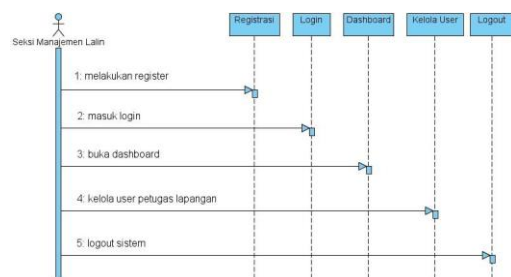 Registrasi
Login
Dashboard
Kelola User
Logout
Seksi Manajemen Lalin
1: melakukan register
2: masuk login
3: buka dashboard
4: kelola user petugas lapangan
5: logout sistem